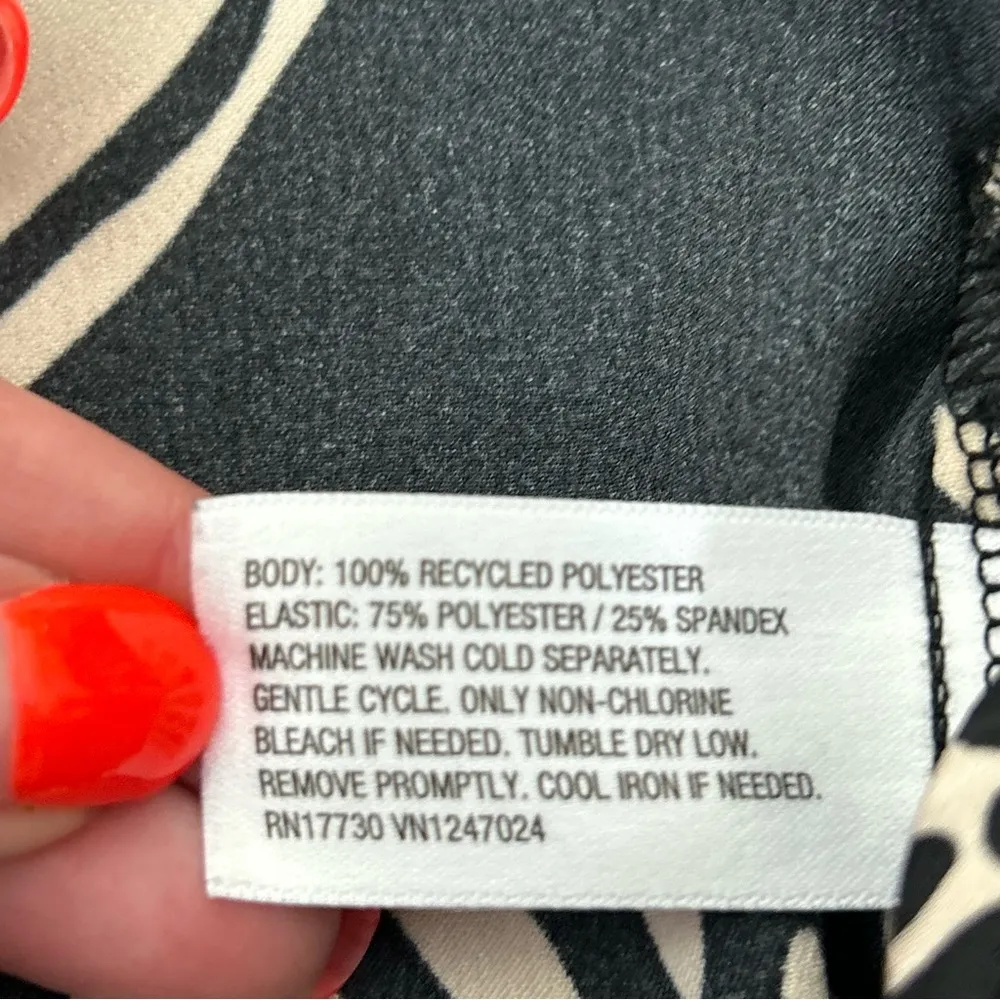 BODY: 100% RECYCLED POLYESTER
ELASTIC: 75% POLYESTER / 25% SPANDEX
MACHINE WASH COLD SEPARATELY.
GENTLE CYCLE. ONLY NON-CHLORINE
BLEACH IF NEEDED. TUMBLE DRY LOW.
REMOVE PROMPTLY. COOL IRON IF NEEDED.
RN17730 VN1247024